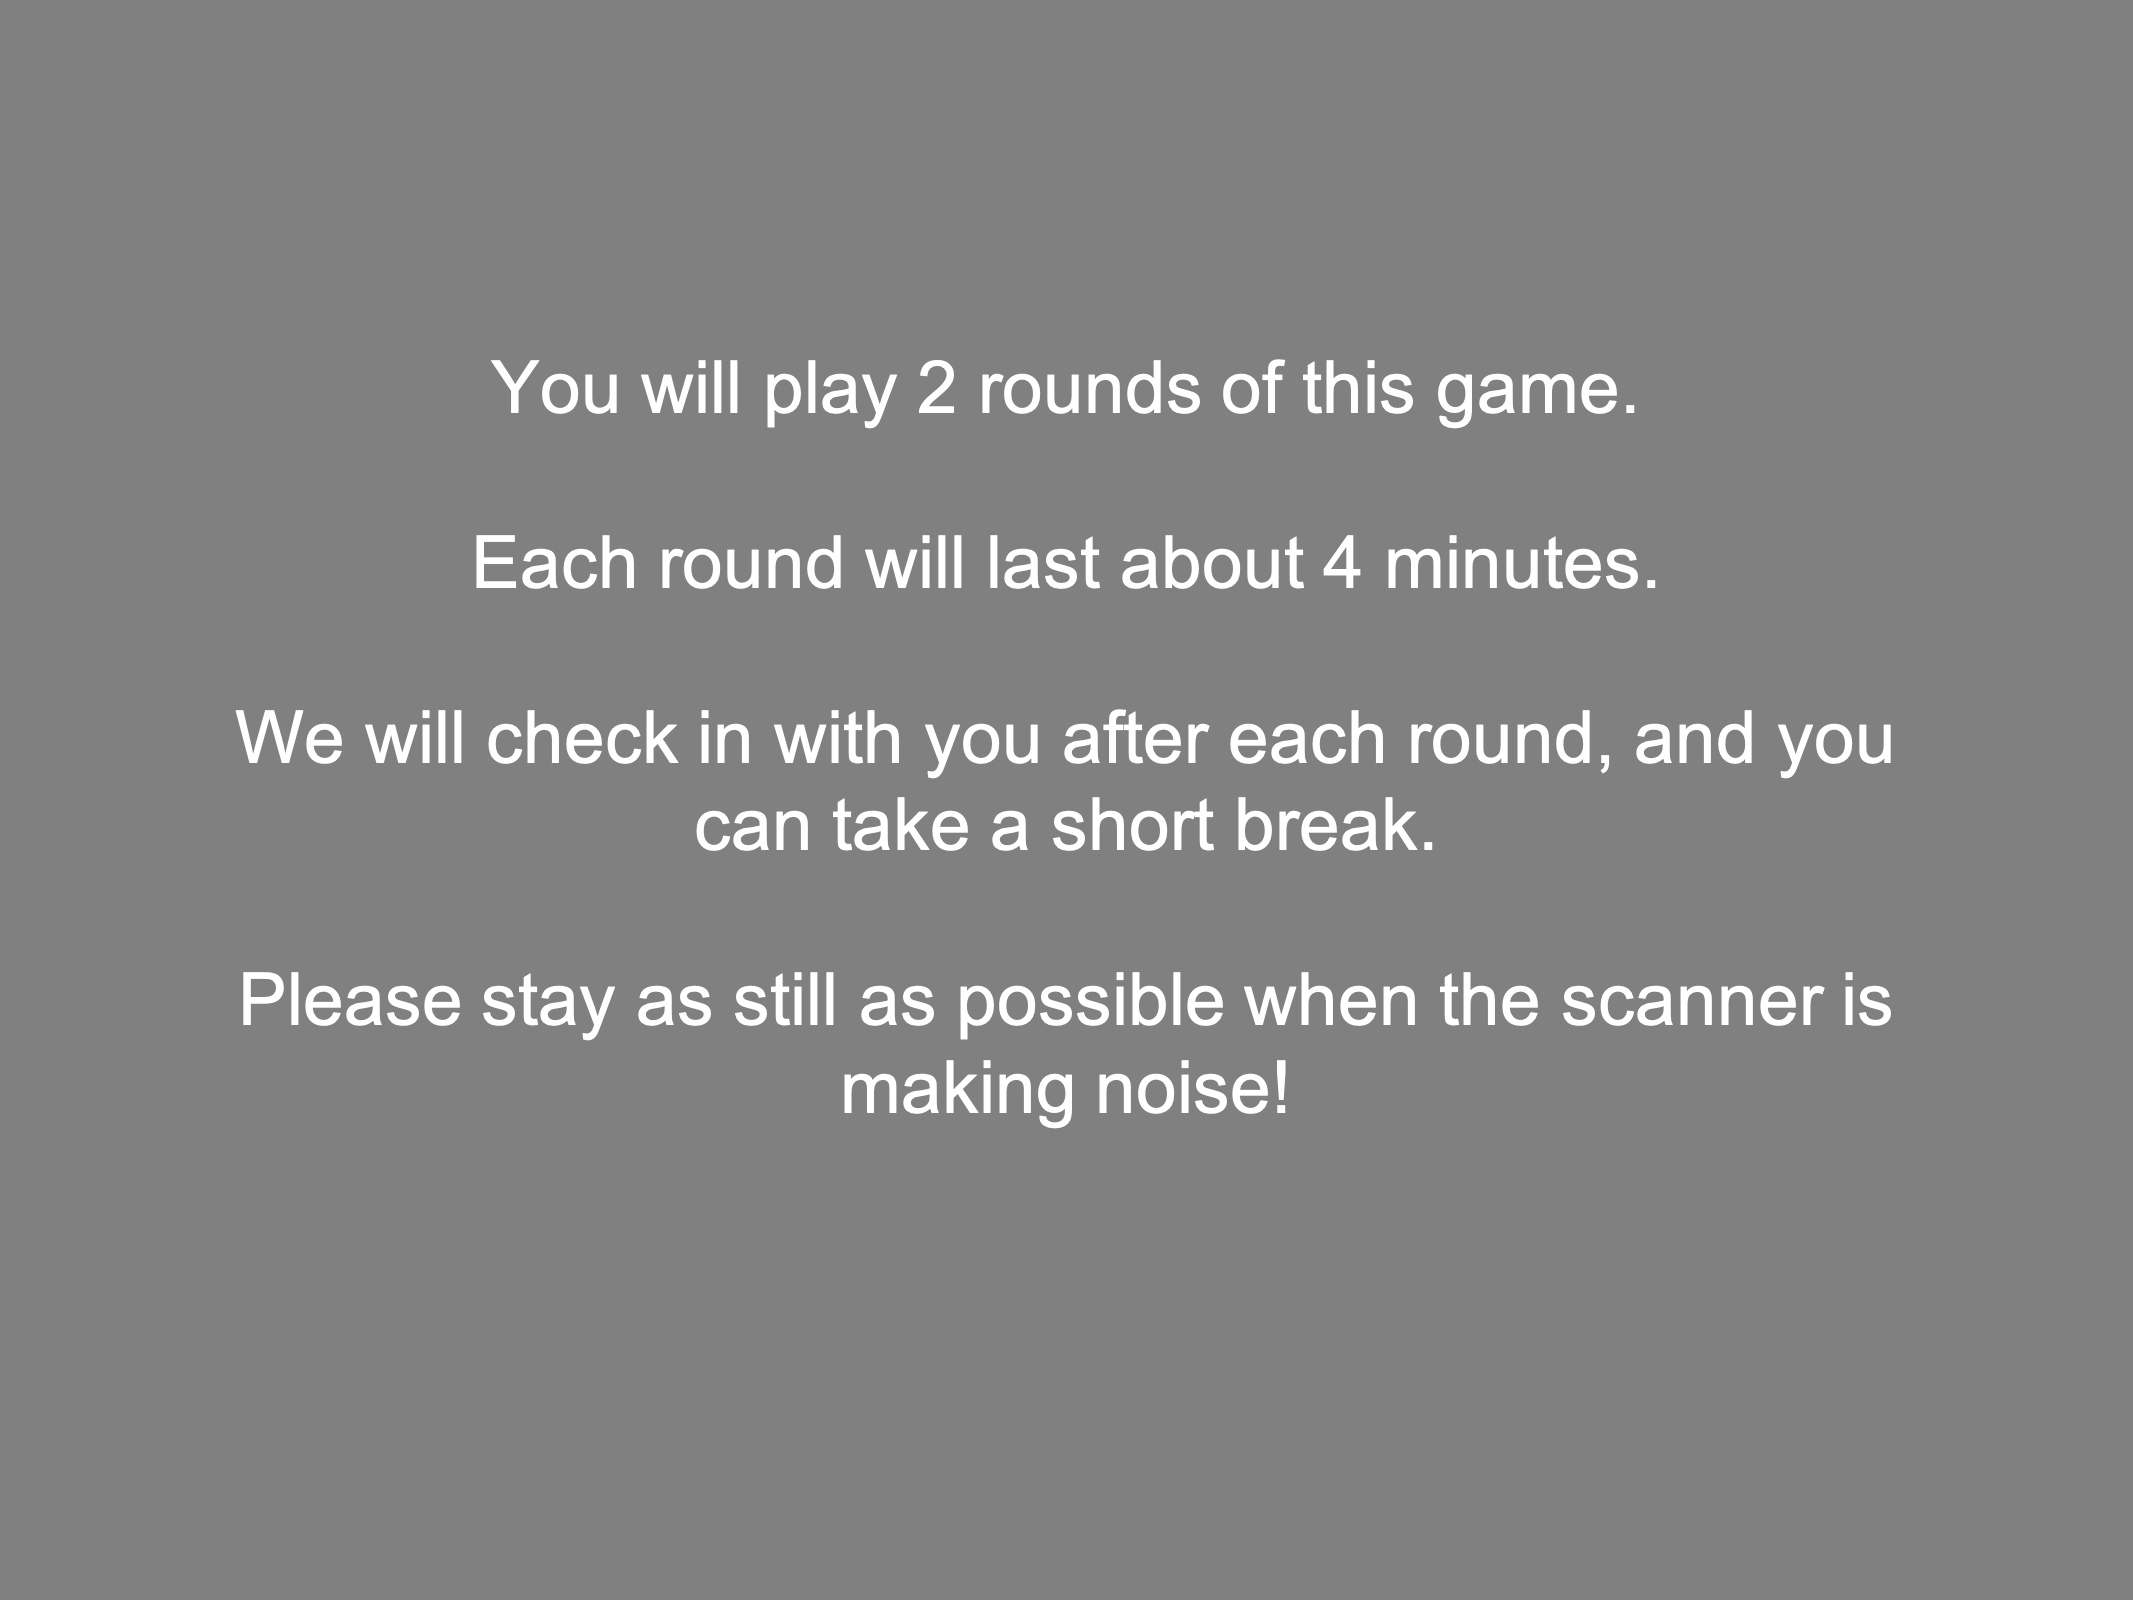 You will play 2 rounds of this game.
Each round will last about 4 minutes.
We will check in with you after each round, and you
can take a short break.
Please stay as still as possible when the scanner is
making noise!